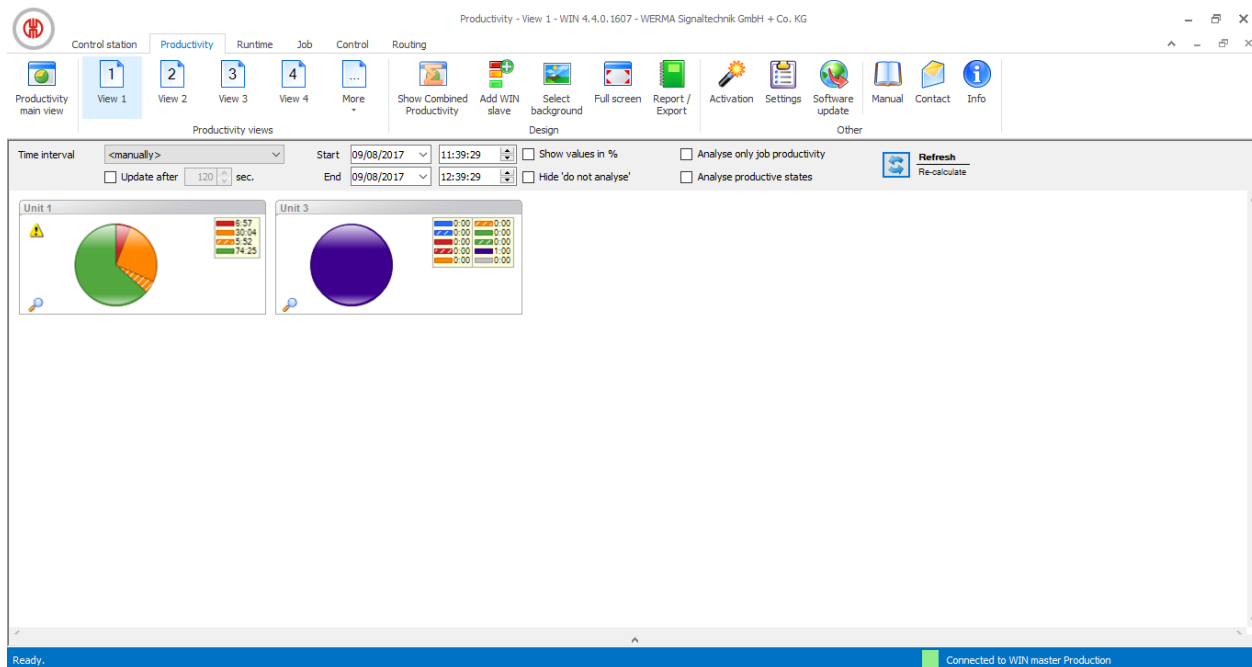 Productivity - View 1 - WIN 4.4.0.1607 - WERMA Signaltechnik GmbH + Co. KG
Control station Productivity Runtime Job Control Routing
1 2 3 4 ...
Productivity main view
View 1
View 2
View 3
View 4
More
Show Combined Productivity
Add WIN slave
Select background
Full screen
Report / Export
Activation
Settings
Software update
Manual
Contact
Info
Productivity views
Design
Other
Time interval <manually> Start 09/08/2017 11:39:29 Show values in % Analyse only job productivity Refresh
Update after 120 sec. End 09/08/2017 12:39:29 Hide 'do not analyse' Analyse productive states Re-calculate
Unit 1
6:57
30:04
5:52
74:25
Unit 3
0:00 0:00
0:00 0:00
0:00 0:00
0:00 1:00
0:00 0:00
Ready.
Connected to WIN master Production